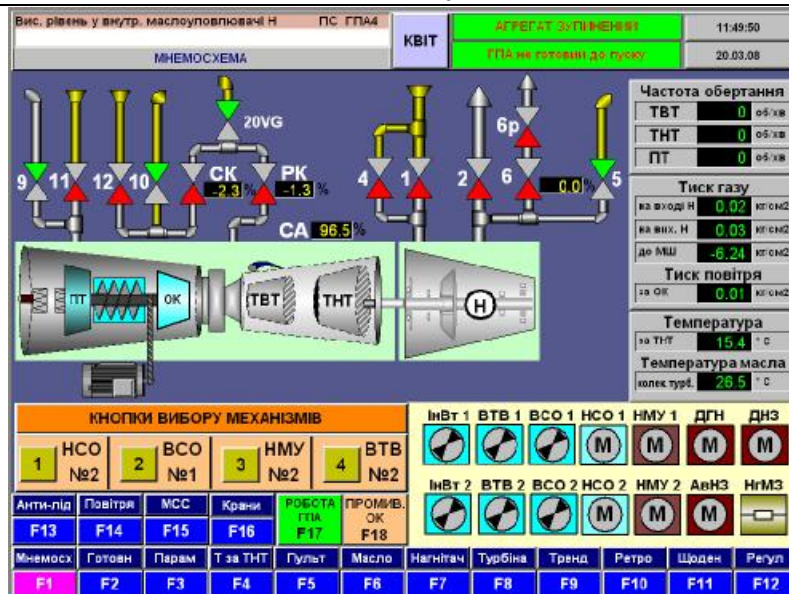 Вис. рівень у внутр. маслоуловлювачі Н ПС ГПА4
МНЕМОСХЕМА
КВІТ
АГРЕГАТ ЗУПИНЕНИЙ
ГПА не готовий до пуску
11:49:50
20.03.08
20VG
9
11
12
10
СК
-2.3 %
РК
-1.3 %
СА 96.5 %
4
1
2
6р
6
0.0 %
5
Частота обертання
ТВТ 0 об/хв
ТНТ 0 об/хв
ПТ 0 об/хв
Тиск газу
на вході Н 0.02 кгсм2
на вих. Н 0.03 кгсм2
до МШ -6.24 кгсм2
Тиск повітря
за ОК 0.01 кгсм2
Температура
за ТНТ 15.4 ° С
Температура масла
колек турб. 26.5 ° С
ПТ
ОК
ТВТ
ТНТ
Н
КНОПКИ ВИБОРУ МЕХАНІЗМІВ
1 НСО №2
2 ВСО №1
3 НМУ №2
4 ВТВ №2
ІнВт 1 ВТВ 1 ВСО 1 НСО 1 НМУ 1 ДГН ДНЗ
М М М М
ІнВт 2 ВТВ 2 ВСО 2 НСО 2 НМУ 2 АвНЗ НгМЗ
М М М
Анти-лід Повітря МСС Крани РОБОТА ГПА ПРОМИВ. ОК
F13 F14 F15 F16 F17 F18
Мнемосх Готовн Парам Т за ТНТ Пульт Масло Нагнітач Турбіна Тренд Ретро Щоден Регул
F1 F2 F3 F4 F5 F6 F7 F8 F9 F10 F11 F12